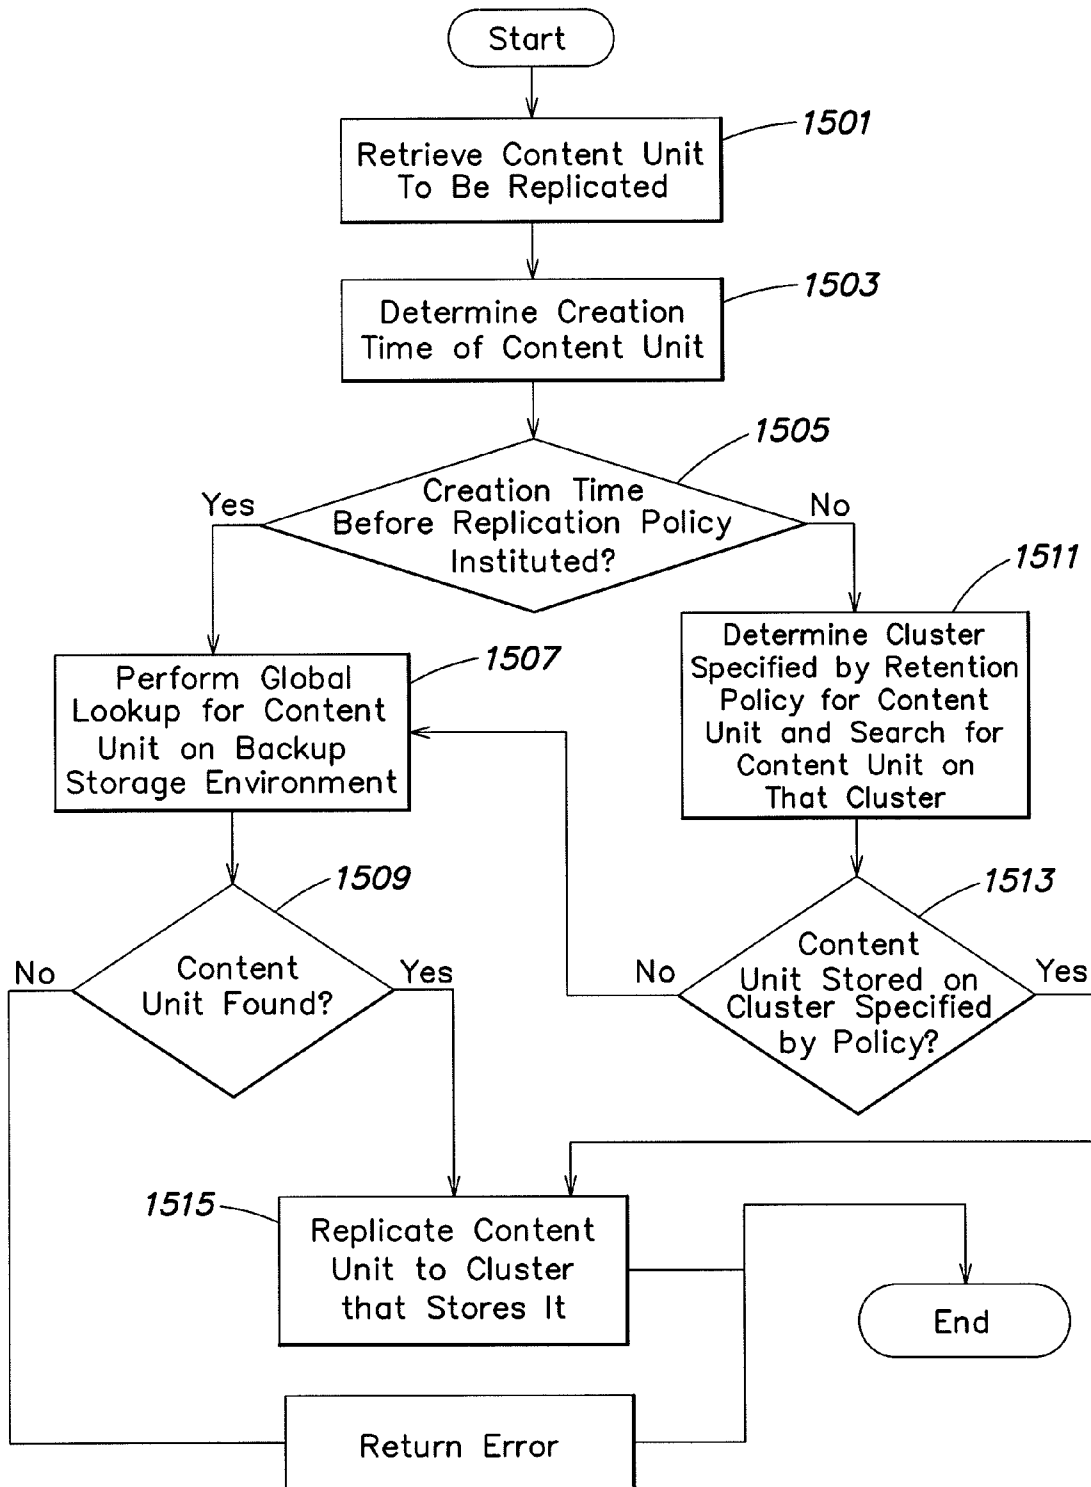 Start
1501
Retrieve Content Unit
To Be Replicated
1503
Determine Creation
Time of Content Unit
1505
Creation Time
Before Replication Policy
Instituted?
Yes
No
1511
Determine Cluster
Specified by Retention
Policy for Content
Unit and Search for
Content Unit on
That Cluster
1507
Perform Global
Lookup for Content
Unit on Backup
Storage Environment
1509
Content
Unit Found?
No
Yes
1513
Content
Unit Stored on
Cluster Specified
by Policy?
No
Yes
1515
Replicate Content
Unit to Cluster
that Stores It
End
Return Error